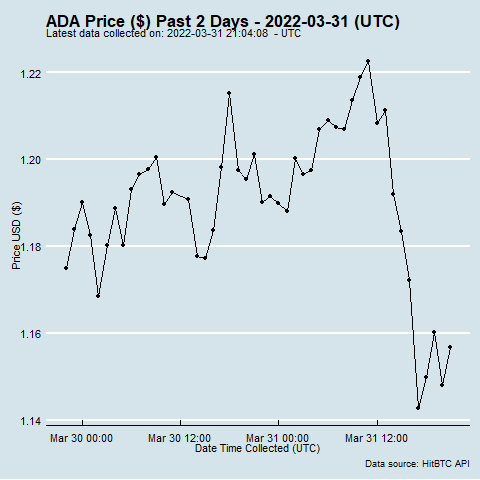 ADA Price ($) Past 2 Days - 2022-03-31 (UTC)
Latest data collected on: 2022-03-31 21:04:08 - UTC
1.22
1.20
1.18
1.16
1.14
Price USD ($)
Mar 30 00:00 Mar 30 12:00 Mar 31 00:00 Mar 31 12:00
Date Time Collected (UTC)
Data source: HitBTC API